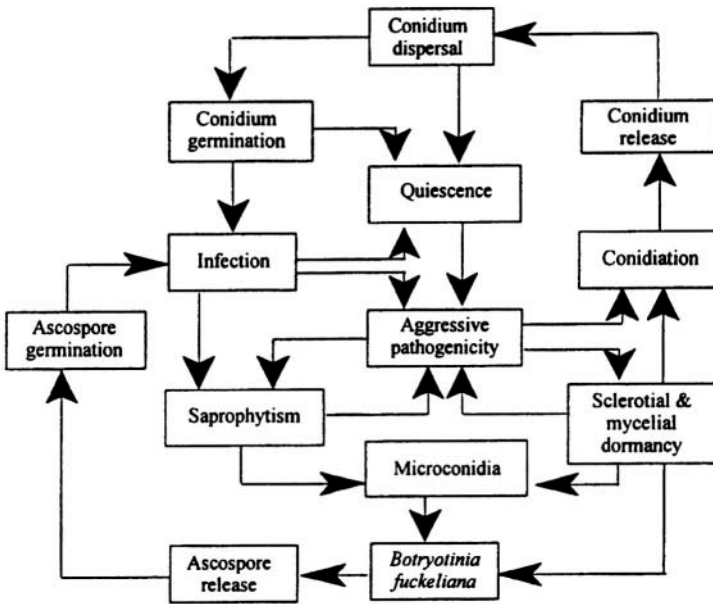 Conidium
dispersal
Conidium
germination
Conidium
release
Quiescence
Infection
Conidiation
Ascospore
germination
Aggressive
pathogenicity
Saprophytism
Sclerotial &
mycelial
dormancy
Microconidia
Ascospore
release
Botryotinia
fuckeliana